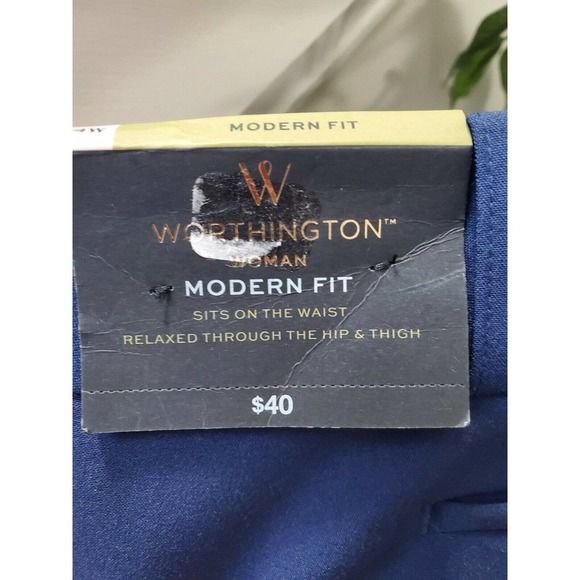 MODERN FIT
W
WORTHINGTON™
WOMAN
MODERN FIT
SITS ON THE WAIST
RELAXED THROUGH THE HIP & THIGH
$40